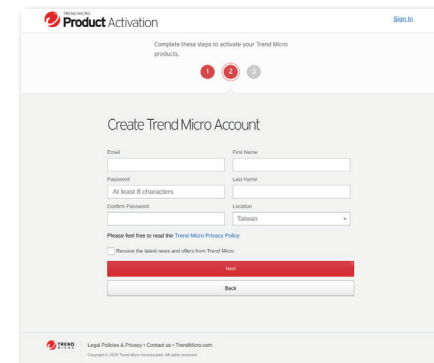 TREND MICRO
Product Activation
Sign In
Complete these steps to activate your Trend Micro
products.
1 2 3
Create Trend Micro Account
Email First Name
Password Last Name
At least 8 characters
Confirm Password Location
Taiwan
Please feel free to read the Trend Micro Privacy Policy
Receive the latest news and offers from Trend Micro
Next
Back
TREND
MICRO
Legal Policies & Privacy • Contact us • TrendMicro.com
Copyright © 2020 Trend Micro Incorporated. All rights reserved.